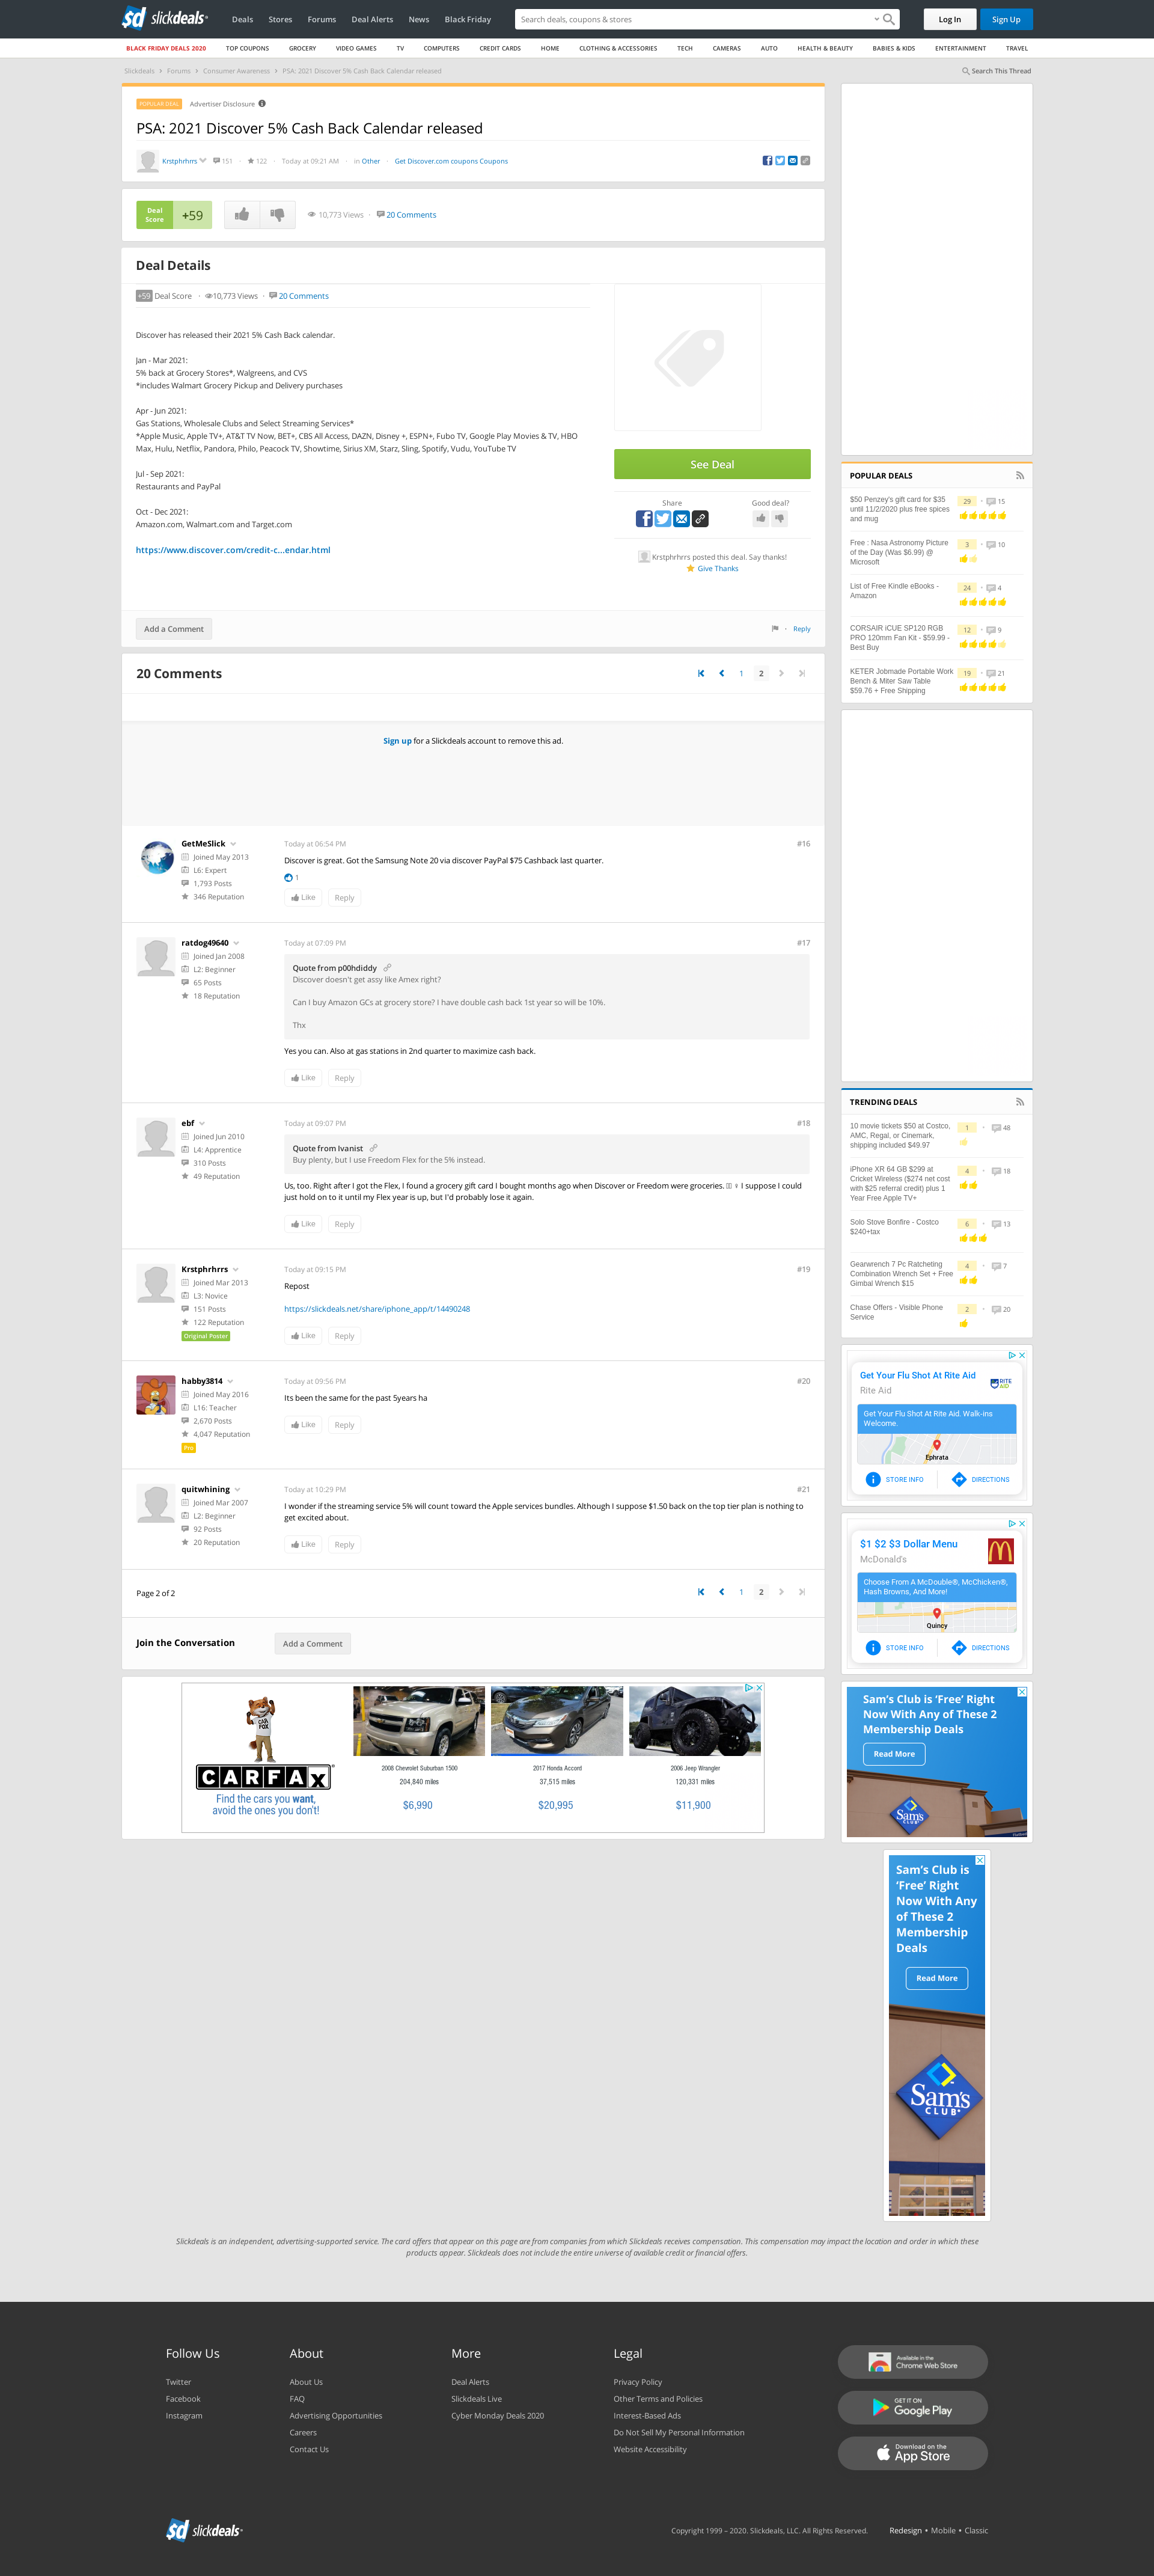 sd slickdeals
Deals Stores Forums Deal Alerts News Black Friday
Search deals, coupons & stores
Log In Sign Up
BLACK FRIDAY DEALS 2020 TOP COUPONS GROCERY VIDEO GAMES TV COMPUTERS CREDIT CARDS HOME CLOTHING & ACCESSORIES TECH CAMERAS AUTO HEALTH & BEAUTY BABIES & KIDS ENTERTAINMENT TRAVEL
Slickdeals › Forums › Consumer Awareness › PSA: 2021 Discover 5% Cash Back Calendar released
Search This Thread
POPULAR DEAL Advertiser Disclosure
PSA: 2021 Discover 5% Cash Back Calendar released
Krstphrhrrs 151 · 122 · Today at 09:21 AM · in Other · Get Discover.com coupons Coupons
Deal Score +59
10,773 Views · 20 Comments
Deal Details
+59 Deal Score · 10,773 Views · 20 Comments
Discover has released their 2021 5% Cash Back calendar.
Jan - Mar 2021:
5% back at Grocery Stores*, Walgreens, and CVS
*includes Walmart Grocery Pickup and Delivery purchases
Apr - Jun 2021:
Gas Stations, Wholesale Clubs and Select Streaming Services*
*Apple Music, Apple TV+, AT&T TV Now, BET+, CBS All Access, DAZN, Disney +, ESPN+, Fubo TV, Google Play Movies & TV, HBO
Max, Hulu, Netflix, Pandora, Philo, Peacock TV, Showtime, Sirius XM, Starz, Sling, Spotify, Vudu, YouTube TV
Jul - Sep 2021:
Restaurants and PayPal
Oct - Dec 2021:
Amazon.com, Walmart.com and Target.com
https://www.discover.com/credit-c...endar.html
See Deal
Share
Good deal?
Krstphrhrrs posted this deal. Say thanks!
Give Thanks
Add a Comment
· Reply
20 Comments
1 2
Sign up for a Slickdeals account to remove this ad.
GetMeSlick
Joined May 2013
L6: Expert
1,793 Posts
346 Reputation
Today at 06:54 PM #16
Discover is great. Got the Samsung Note 20 via discover PayPal $75 Cashback last quarter.
1
Like Reply
ratdog49640
Joined Jan 2008
L2: Beginner
65 Posts
18 Reputation
Today at 07:09 PM #17
Quote from p00hdiddy
Discover doesn't get assy like Amex right?
Can I buy Amazon GCs at grocery store? I have double cash back 1st year so will be 10%.
Thx
Yes you can. Also at gas stations in 2nd quarter to maximize cash back.
Like Reply
ebf
Joined Jun 2010
L4: Apprentice
310 Posts
49 Reputation
Today at 09:07 PM #18
Quote from Ivanist
Buy plenty, but I use Freedom Flex for the 5% instead.
Us, too. Right after I got the Flex, I found a grocery gift card I bought months ago when Discover or Freedom were groceries. ♀ I suppose I could
just hold on to it until my Flex year is up, but I'd probably lose it again.
Like Reply
Krstphrhrrs
Joined Mar 2013
L3: Novice
151 Posts
122 Reputation
Original Poster
Today at 09:15 PM #19
Repost
https://slickdeals.net/share/iphone_app/t/14490248
Like Reply
habby3814
Joined May 2016
L16: Teacher
2,670 Posts
4,047 Reputation
Pro
Today at 09:56 PM #20
Its been the same for the past 5years ha
Like Reply
quitwhining
Joined Mar 2007
L2: Beginner
92 Posts
20 Reputation
Today at 10:29 PM #21
I wonder if the streaming service 5% will count toward the Apple services bundles. Although I suppose $1.50 back on the top tier plan is nothing to
get excited about.
Like Reply
Page 2 of 2
1 2
Join the Conversation Add a Comment
CAR FOX
CARFAX
Find the cars you want,
avoid the ones you don't!
2008 Chevrolet Suburban 1500
204,840 miles
$6,990
2017 Honda Accord
37,515 miles
$20,995
2006 Jeep Wrangler
120,331 miles
$11,900
POPULAR DEALS
$50 Penzey's gift card for $35
until 11/2/2020 plus free spices
and mug
29 · 15
Free : Nasa Astronomy Picture
of the Day (Was $6.99) @
Microsoft
3 · 10
List of Free Kindle eBooks -
Amazon
24 · 4
CORSAIR iCUE SP120 RGB
PRO 120mm Fan Kit - $59.99 -
Best Buy
12 · 9
KETER Jobmade Portable Work
Bench & Miter Saw Table
$59.76 + Free Shipping
19 · 21
TRENDING DEALS
10 movie tickets $50 at Costco,
AMC, Regal, or Cinemark,
shipping included $49.97
1 · 48
iPhone XR 64 GB $299 at
Cricket Wireless ($274 net cost
with $25 referral credit) plus 1
Year Free Apple TV+
4 · 18
Solo Stove Bonfire - Costco
$240+tax
6 · 13
Gearwrench 7 Pc Ratcheting
Combination Wrench Set + Free
Gimbal Wrench $15
4 · 7
Chase Offers - Visible Phone
Service
2 · 20
Get Your Flu Shot At Rite Aid
Rite Aid
RITE AID
Get Your Flu Shot At Rite Aid. Walk-ins
Welcome.
Ephrata
STORE INFO DIRECTIONS
$1 $2 $3 Dollar Menu
McDonald's
Choose From A McDouble®, McChicken®,
Hash Browns, And More!
Quincy
STORE INFO DIRECTIONS
Sam's Club is 'Free' Right
Now With Any of These 2
Membership Deals
Read More
Sam's CLUB
Sam's Club is
'Free' Right
Now With Any
of These 2
Membership
Deals
Read More
Sam's CLUB
Slickdeals is an independent, advertising-supported service. The card offers that appear on this page are from companies from which Slickdeals receives compensation. This compensation may impact the location and order in which these
products appear. Slickdeals does not include the entire universe of available credit or financial offers.
Follow Us
Twitter
Facebook
Instagram
About
About Us
FAQ
Advertising Opportunities
Careers
Contact Us
More
Deal Alerts
Slickdeals Live
Cyber Monday Deals 2020
Legal
Privacy Policy
Other Terms and Policies
Interest-Based Ads
Do Not Sell My Personal Information
Website Accessibility
Available in the
Chrome Web Store
GET IT ON
Google Play
Download on the
App Store
sd slickdeals
Copyright 1999 – 2020. Slickdeals, LLC. All Rights Reserved. Redesign • Mobile • Classic